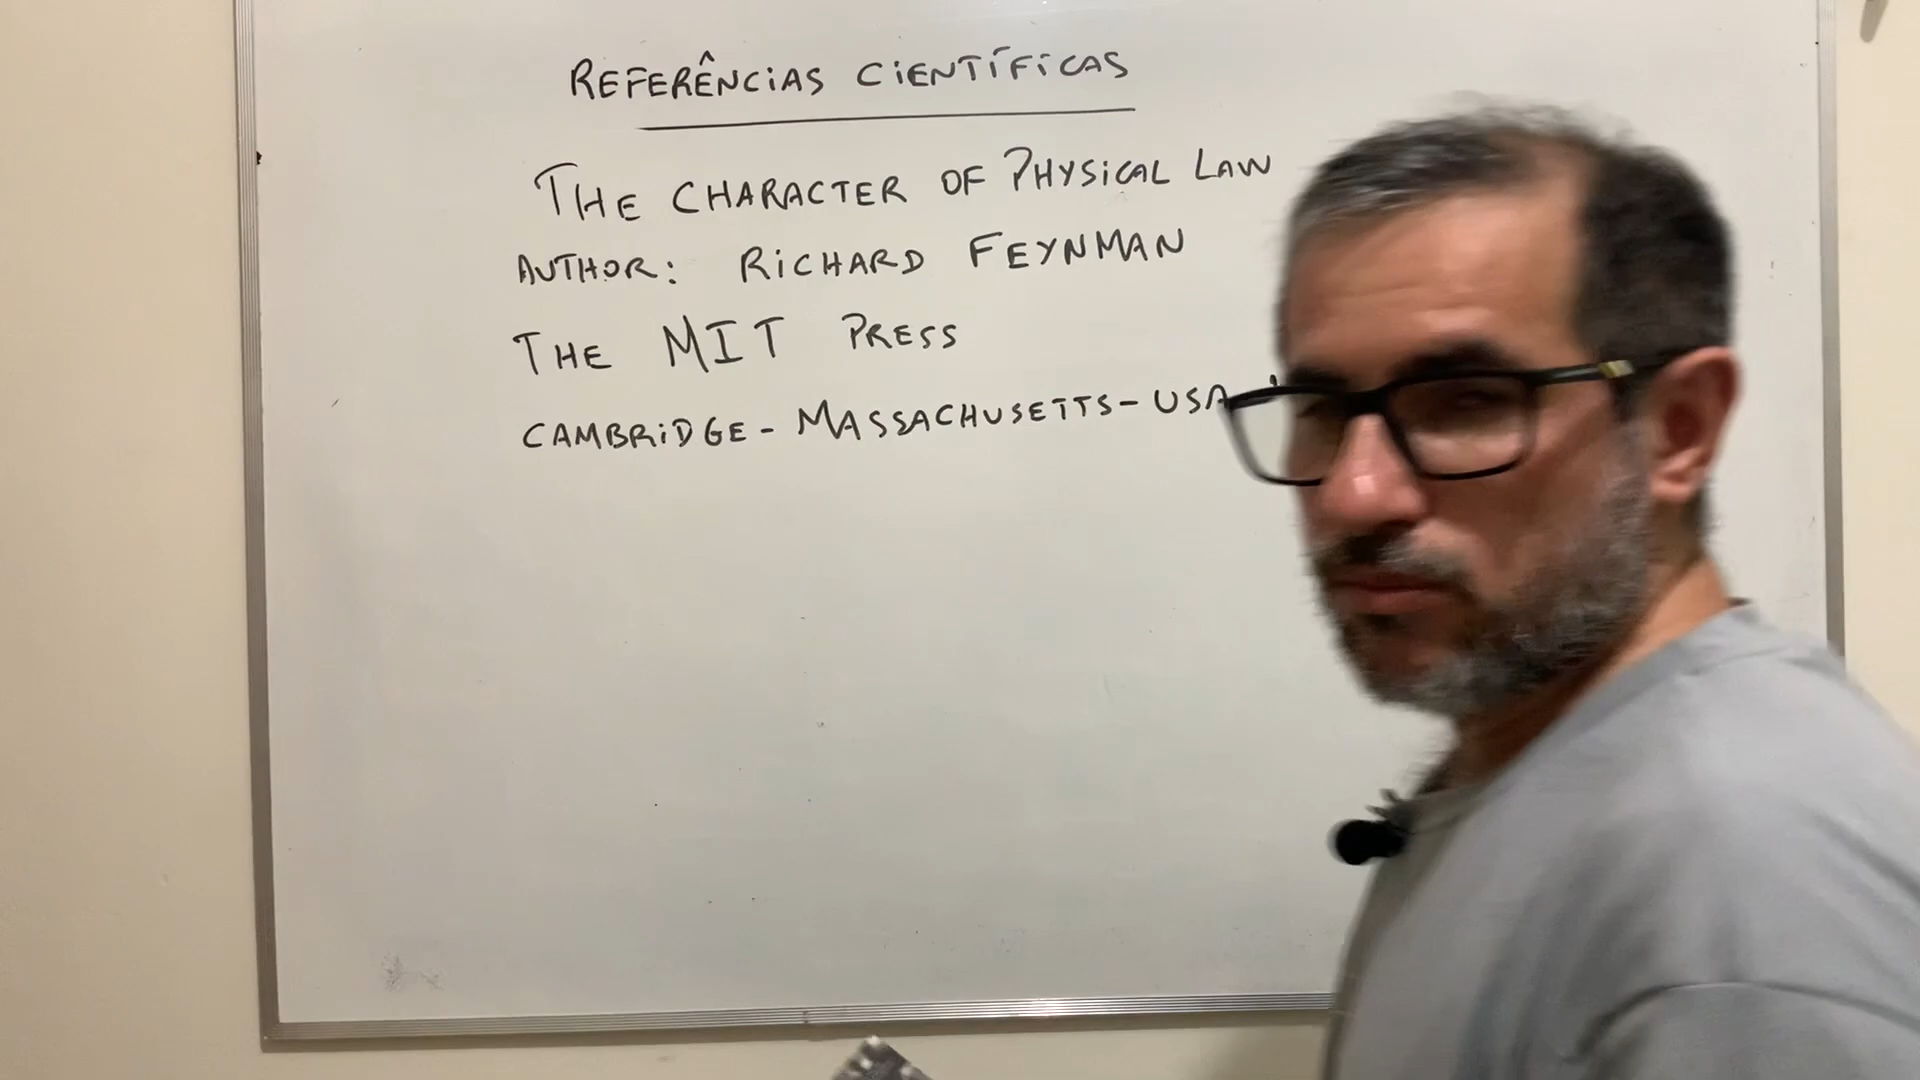 REFERÊNCIAS CIENTÍFICAS
THE CHARACTER OF PHYSICAL LAW
AUTHOR: RICHARD FEYNMAN
THE MIT PRESS
CAMBRIDGE - MASSACHUSETTS - USA